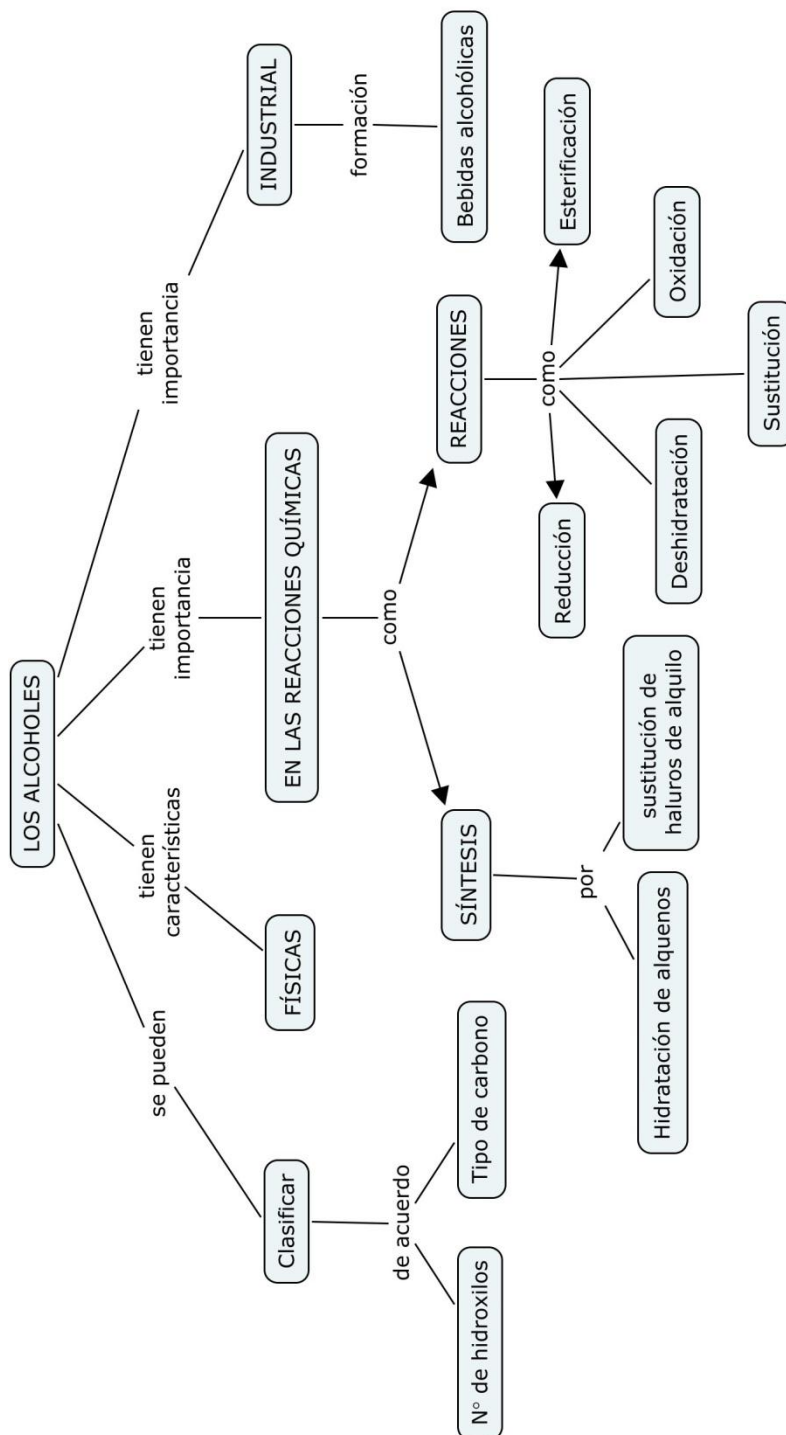 LOS ALCOHOLES
se pueden
tienen
características
tienen
importancia
tienen
importancia
Clasificar
FÍSICAS
EN LAS REACCIONES QUÍMICAS
INDUSTRIAL
de acuerdo
como
formación
N° de hidroxilos
Tipo de carbono
SÍNTESIS
REACCIONES
Bebidas alcohólicas
por
como
Hidratación de alquenos
sustitución de
haluros de alquilo
Reducción
Esterificación
Deshidratación
Oxidación
Sustitución